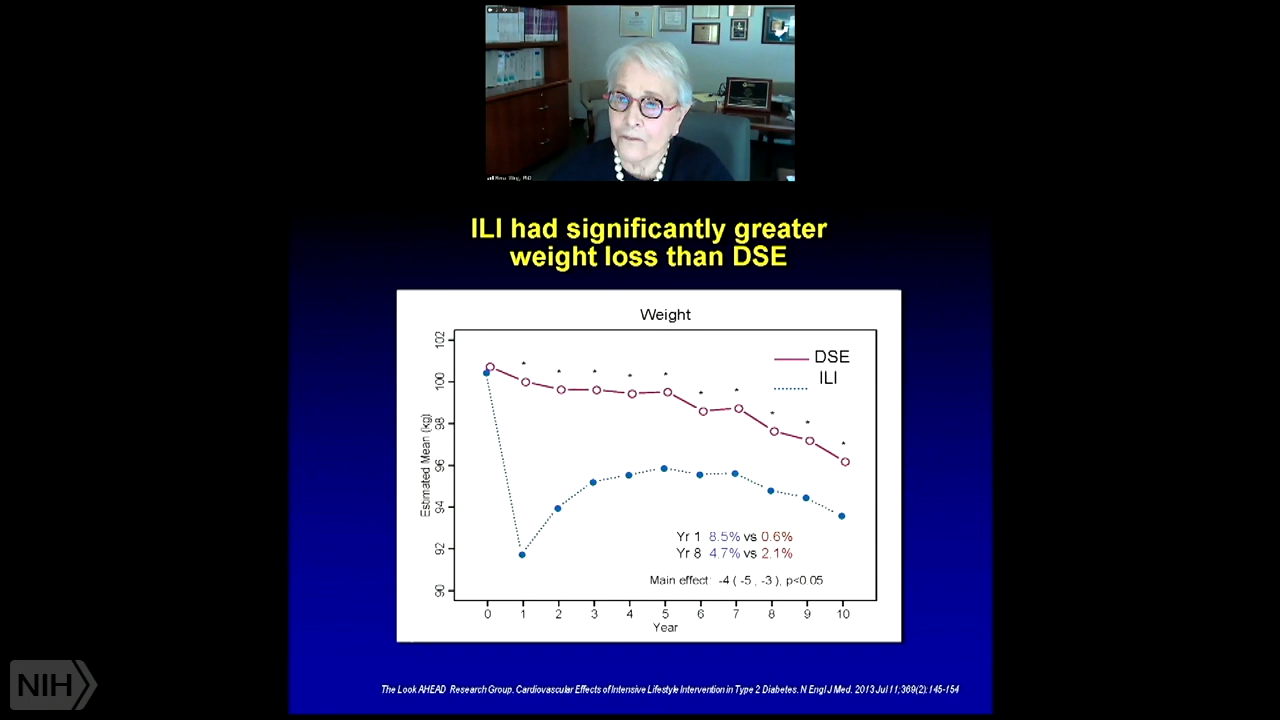 ILI had significantly greater
weight loss than DSE
Weight
DSE
ILI
Estimated Mean (kg)
102
100
98
96
94
92
90
* * * * * * * * * *
Yr 1 8.5% vs 0.6%
Yr 8 4.7% vs 2.1%
Main effect: -4 ( -5 , -3 ), p<0.05
0 1 2 3 4 5 6 7 8 9 10
Year
NIH
The Look AHEAD Research Group. Cardiovascular Effects of Intensive Lifestyle Intervention in Type 2 Diabetes. N Engl J Med. 2013 Jul 11;369(2):145-154